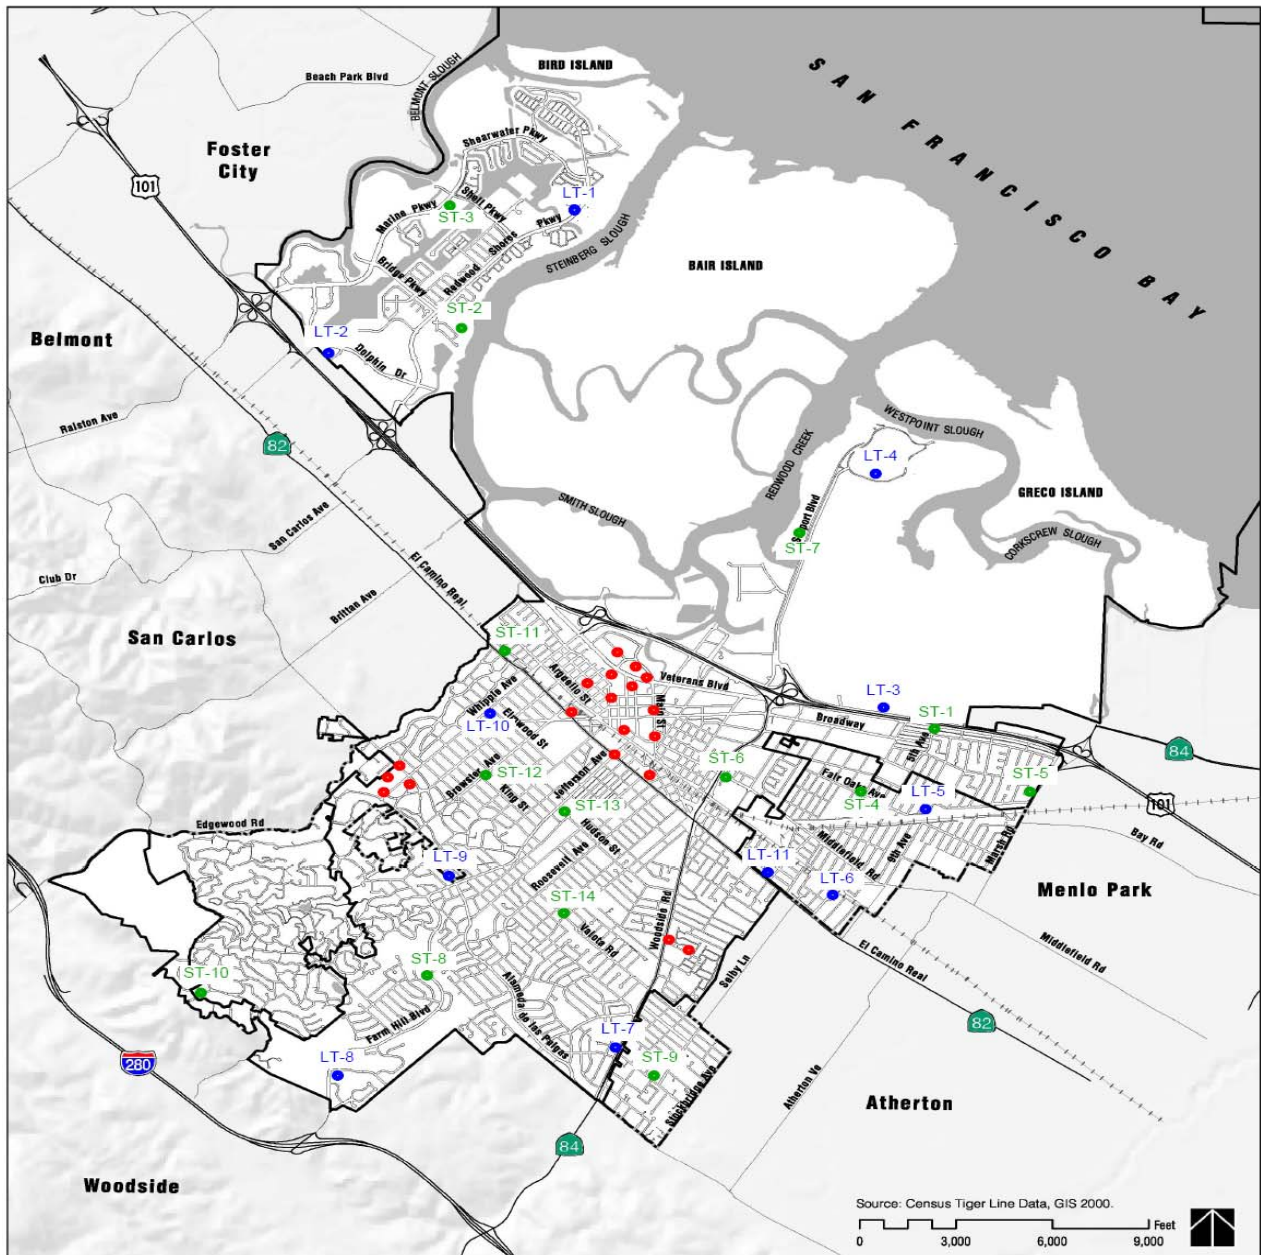 BIRD ISLAND
Beach Park Blvd
BELMONT SLOUGH
SAN FRANCISCO BAY
Foster
City
Shearwater Pkwy
101
LT-1
Shell Pkwy
ST-3
Marine Pkwy
Redwood Shores Pkwy
STEINBERG SLOUGH
BAIR ISLAND
Bridge Pkwy
ST-2
Belmont
LT-2
Dolphin Dr
Ralston Ave
82
WESTPOINT SLOUGH
REDWOOD CREEK
LT-4
GRECO ISLAND
SMITH SLOUGH
San Carlos Ave
Seaport Blvd
ST-7
CORKSCREW SLOUGH
El Camino Real
Club Dr
Brittan Ave
San Carlos
ST-11
Arguello St
Veterans Blvd
Whipple Ave
LT-3
Main St
Broadway
ST-1
LT-10
5th Ave
84
ST-6
Brewster Ave
ST-12
King St
Jefferson Ave
Fair Oaks Ave
ST-4
LT-5
ST-5
101
ST-13
Edgewood Rd
Hudson St
Middlefield Rd
9th Ave
Marsh Rd
Bay Rd
LT-9
Roosevelt Ave
LT-11
LT-6
Menlo Park
ST-14
Valota Rd
Woodside Rd
El Camino Real
Middlefield Rd
Selby Ln
ST-10
ST-8
Alameda de las Pulgas
Farm Hill Blvd
82
LT-7
280
LT-8
ST-9
Stockbridge Ave
Atherton Ve
Atherton
84
Woodside
Source: Census Tiger Line Data, GIS 2000.
Feet
0 3,000 6,000 9,000